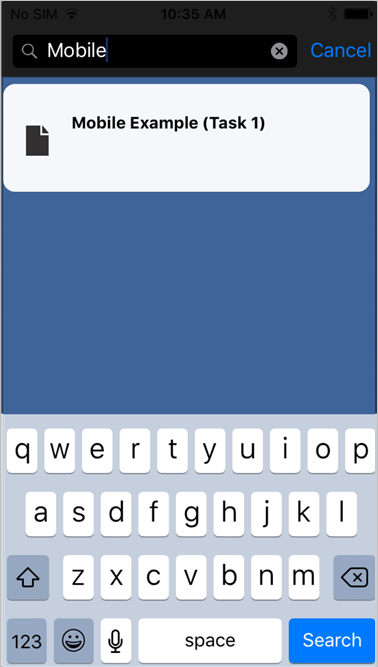 No SIM 10:35 AM
Mobile Cancel
Mobile Example (Task 1)
q w e r t y u i o p
a s d f g h j k l
z x c v b n m
123 space Search